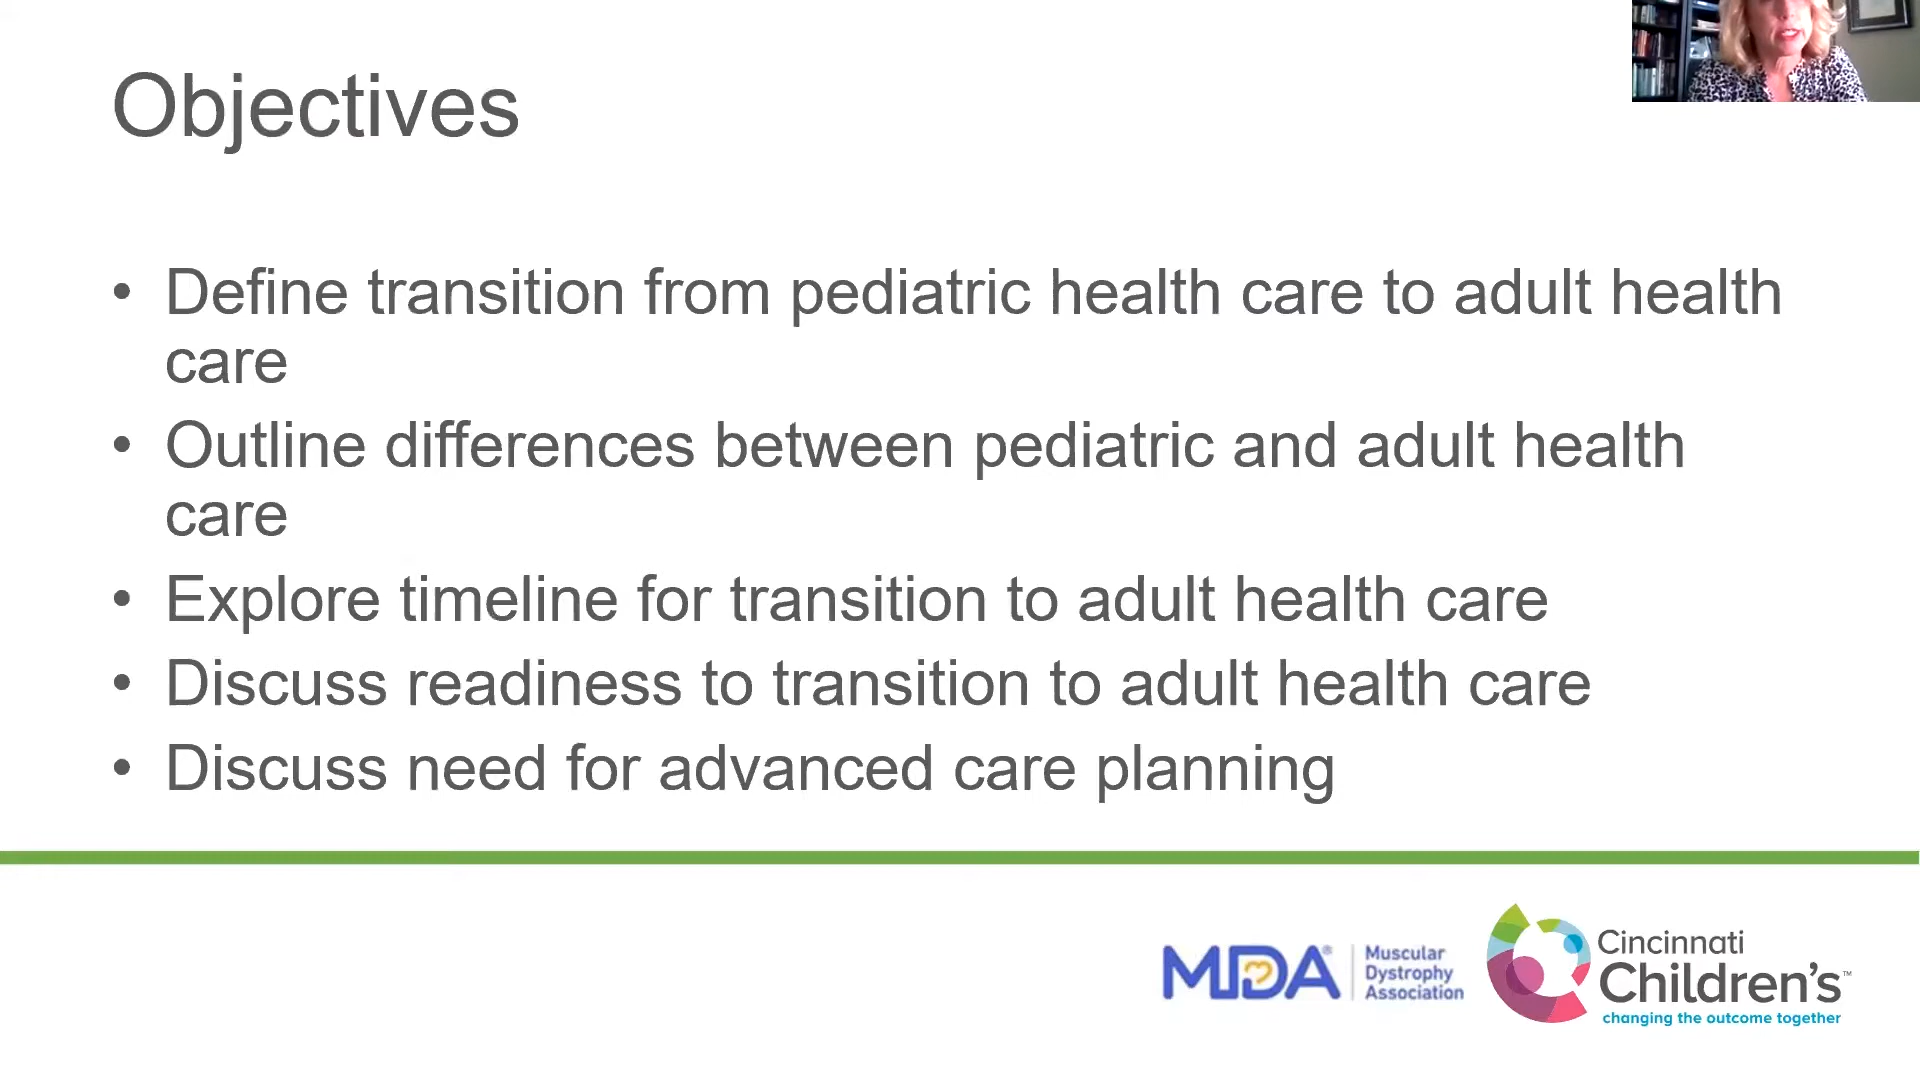 Objectives
• Define transition from pediatric health care to adult health
care
• Outline differences between pediatric and adult health
care
• Explore timeline for transition to adult health care
• Discuss readiness to transition to adult health care
• Discuss need for advanced care planning
MDA®
Muscular
Dystrophy
Association
Cincinnati
Children's™
changing the outcome together